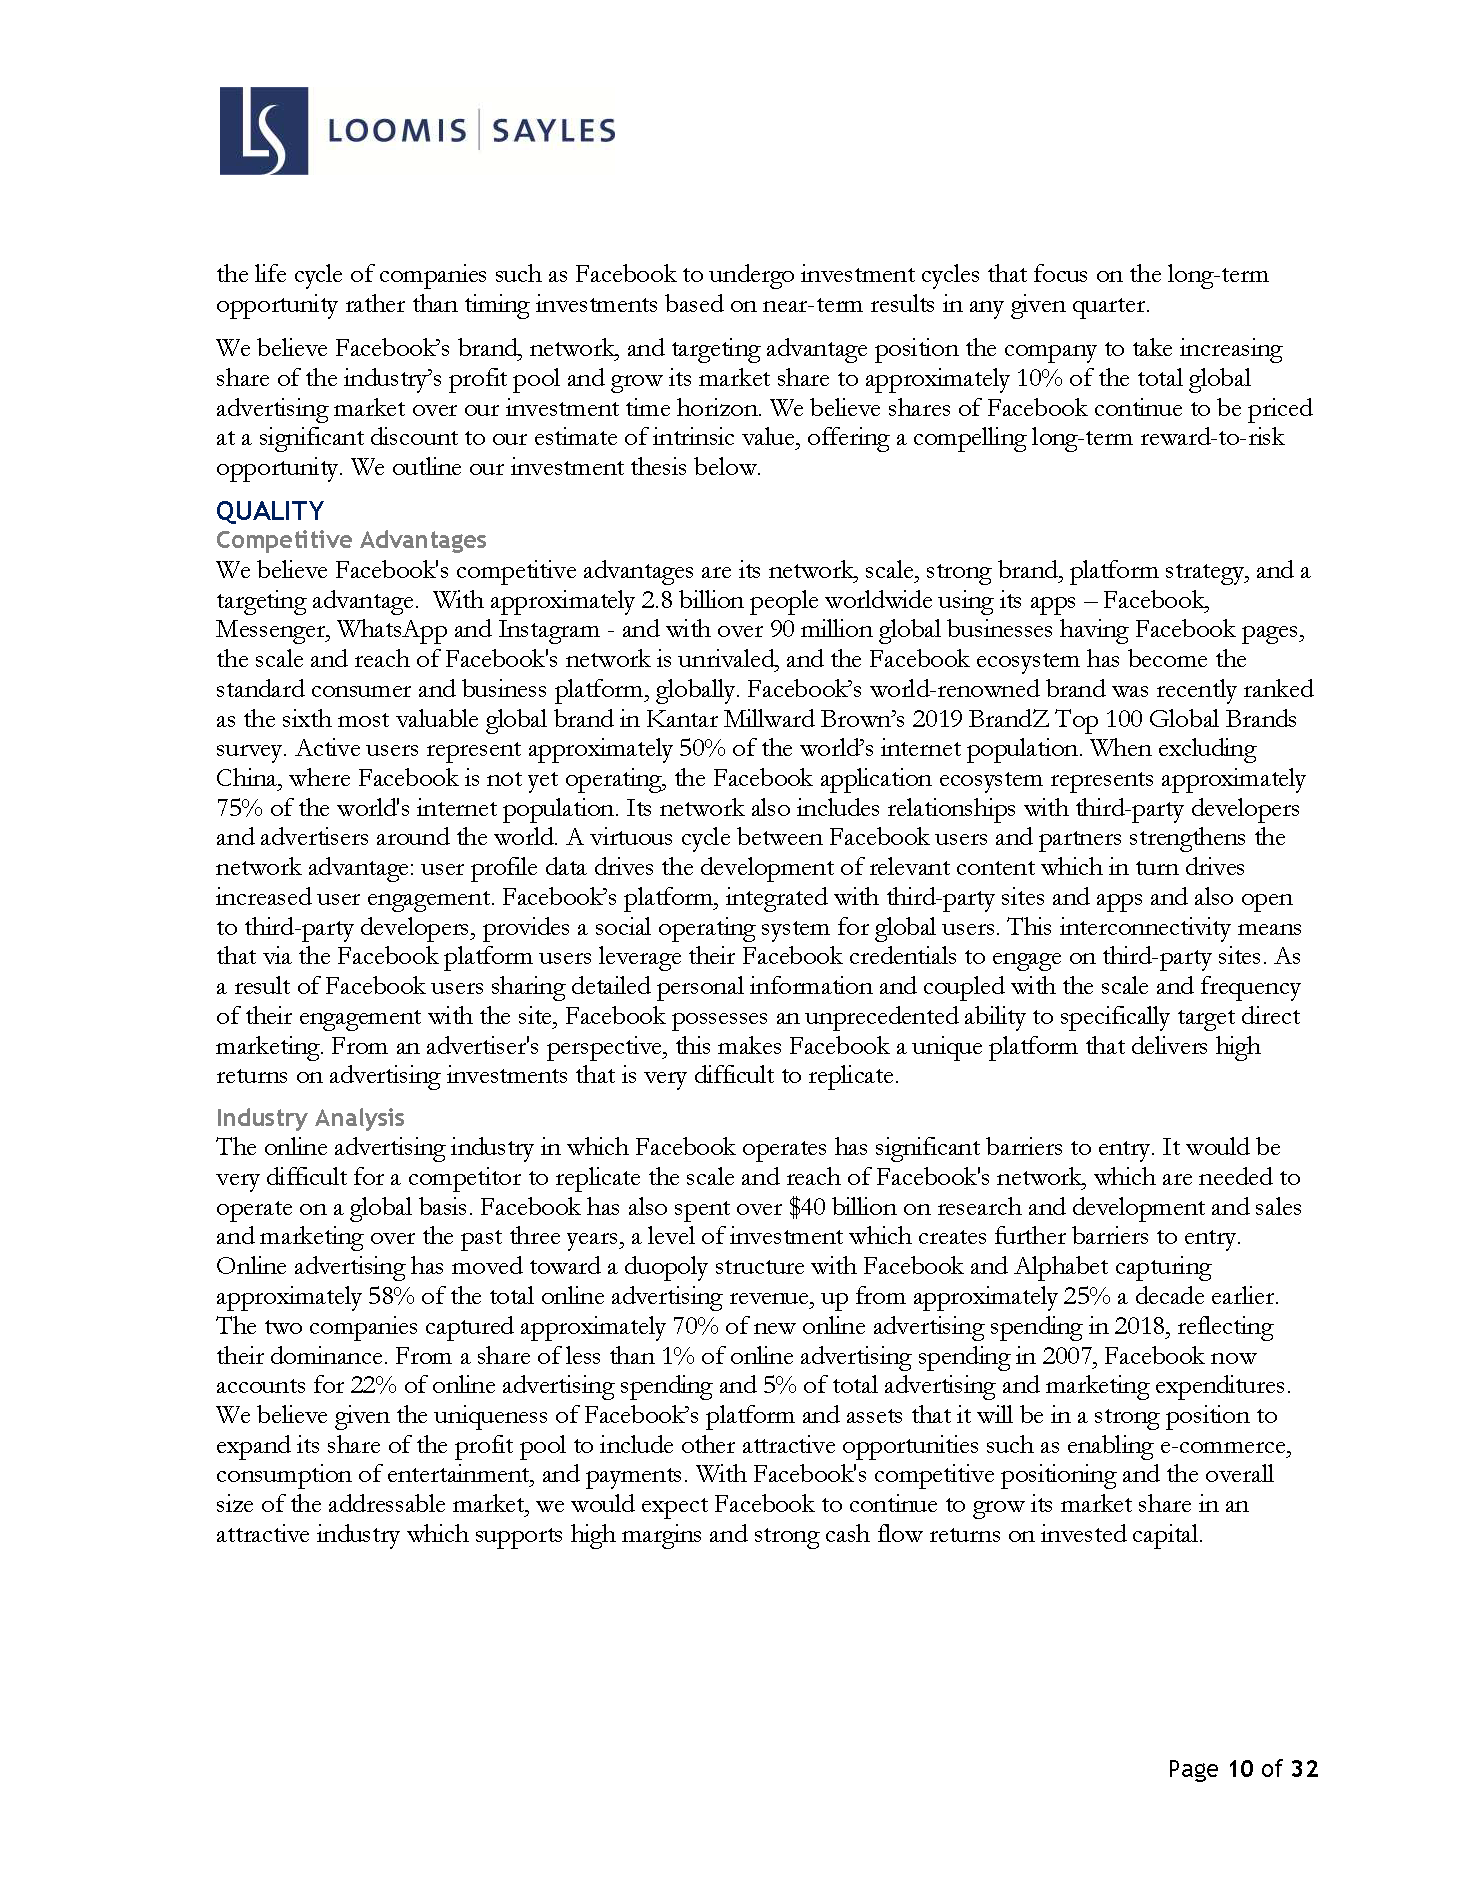 LS LOOMIS | SAYLES
the life cycle of companies such as Facebook to undergo investment cycles that focus on the long-term
opportunity rather than timing investments based on near-term results in any given quarter.
We believe Facebook’s brand, network, and targeting advantage position the company to take increasing
share of the industry’s profit pool and grow its market share to approximately 10% of the total global
advertising market over our investment time horizon. We believe shares of Facebook continue to be priced
at a significant discount to our estimate of intrinsic value, offering a compelling long-term reward-to-risk
opportunity. We outline our investment thesis below.
QUALITY
Competitive Advantages
We believe Facebook's competitive advantages are its network, scale, strong brand, platform strategy, and a
targeting advantage.  With approximately 2.8 billion people worldwide using its apps – Facebook,
Messenger, WhatsApp and Instagram - and with over 90 million global businesses having Facebook pages,
the scale and reach of Facebook's network is unrivaled, and the Facebook ecosystem has become the
standard consumer and business platform, globally. Facebook’s world-renowned brand was recently ranked
as the sixth most valuable global brand in Kantar Millward Brown’s 2019 BrandZ Top 100 Global Brands
survey. Active users represent approximately 50% of the world’s internet population. When excluding
China, where Facebook is not yet operating, the Facebook application ecosystem represents approximately
75% of the world's internet population. Its network also includes relationships with third-party developers
and advertisers around the world. A virtuous cycle between Facebook users and partners strengthens the
network advantage: user profile data drives the development of relevant content which in turn drives
increased user engagement. Facebook’s platform, integrated with third-party sites and apps and also open
to third-party developers, provides a social operating system for global users. This interconnectivity means
that via the Facebook platform users leverage their Facebook credentials to engage on third-party sites. As
a result of Facebook users sharing detailed personal information and coupled with the scale and frequency
of their engagement with the site, Facebook possesses an unprecedented ability to specifically target direct
marketing. From an advertiser's perspective, this makes Facebook a unique platform that delivers high
returns on advertising investments that is very difficult to replicate.
Industry Analysis
The online advertising industry in which Facebook operates has significant barriers to entry. It would be
very difficult for a competitor to replicate the scale and reach of Facebook's network, which are needed to
operate on a global basis. Facebook has also spent over $40 billion on research and development and sales
and marketing over the past three years, a level of investment which creates further barriers to entry.
Online advertising has moved toward a duopoly structure with Facebook and Alphabet capturing
approximately 58% of the total online advertising revenue, up from approximately 25% a decade earlier.
The two companies captured approximately 70% of new online advertising spending in 2018, reflecting
their dominance. From a share of less than 1% of online advertising spending in 2007, Facebook now
accounts for 22% of online advertising spending and 5% of total advertising and marketing expenditures.
We believe given the uniqueness of Facebook’s platform and assets that it will be in a strong position to
expand its share of the profit pool to include other attractive opportunities such as enabling e-commerce,
consumption of entertainment, and payments. With Facebook's competitive positioning and the overall
size of the addressable market, we would expect Facebook to continue to grow its market share in an
attractive industry which supports high margins and strong cash flow returns on invested capital.
Page 10 of 32